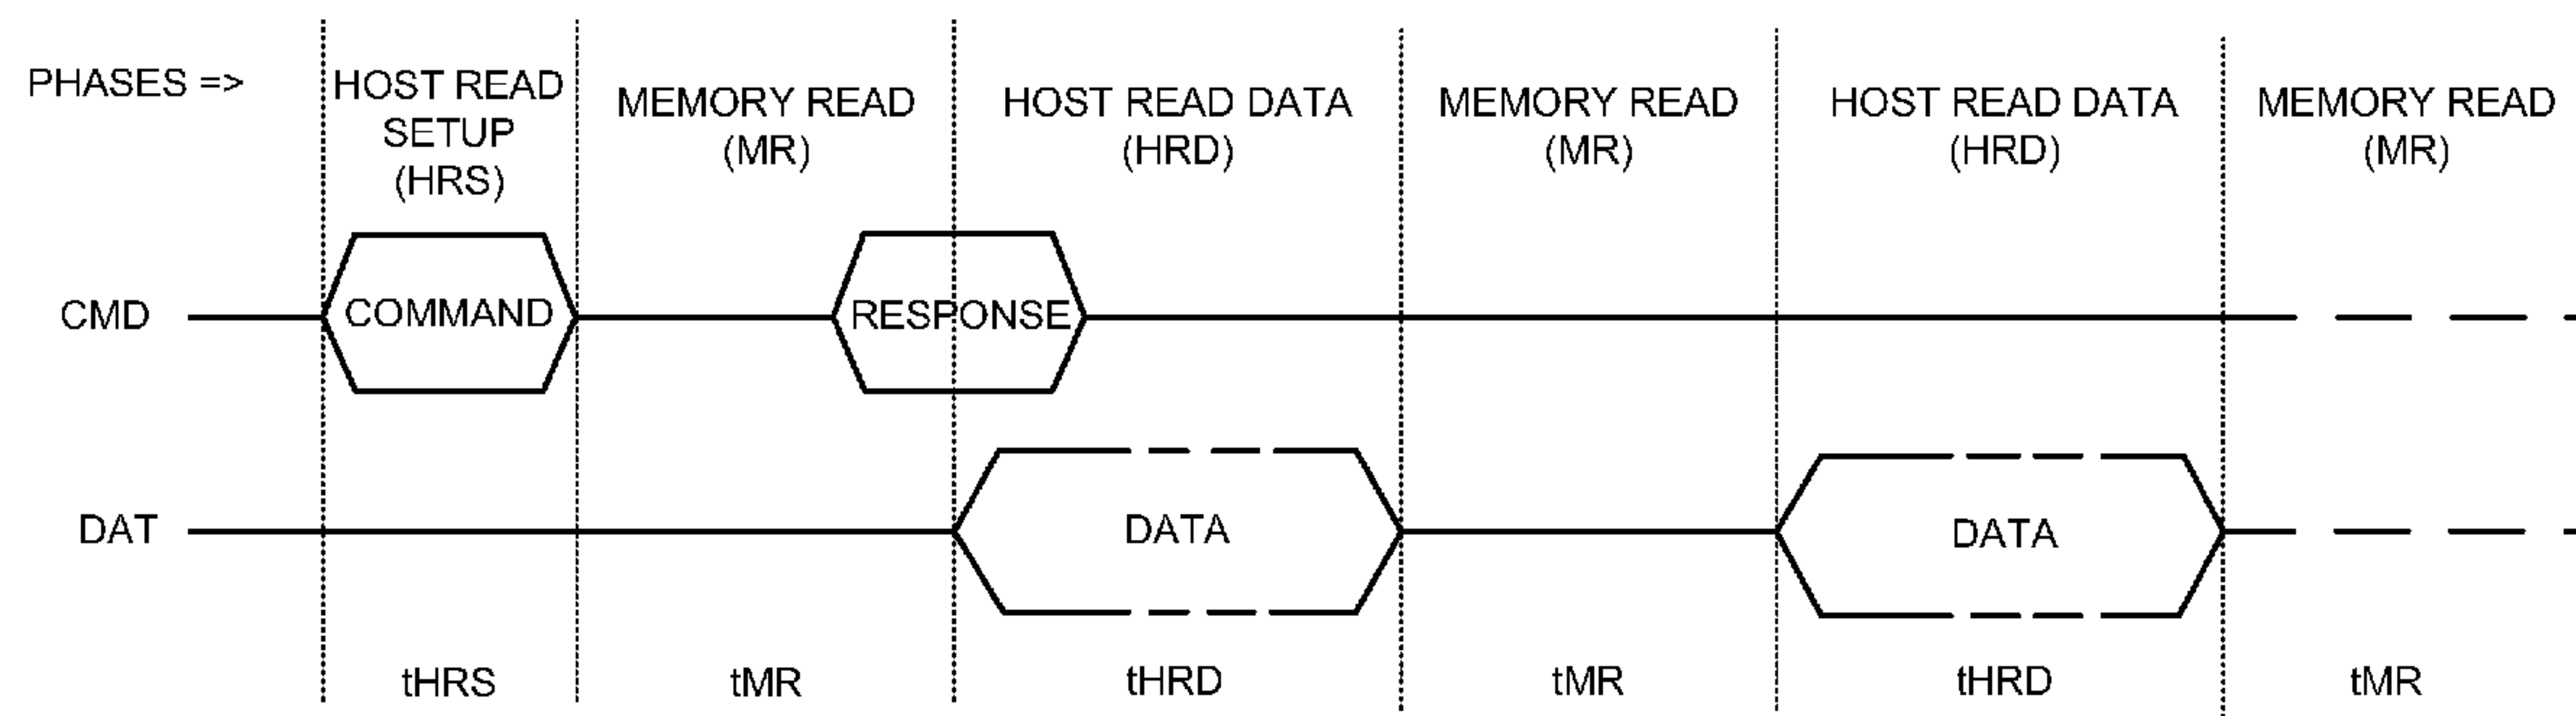 PHASES =>
HOST READ
SETUP
(HRS)
MEMORY READ
(MR)
HOST READ DATA
(HRD)
MEMORY READ
(MR)
HOST READ DATA
(HRD)
MEMORY READ
(MR)
CMD
COMMAND
RESPONSE
DAT
DATA
DATA
tHRS
tMR
tHRD
tMR
tHRD
tMR